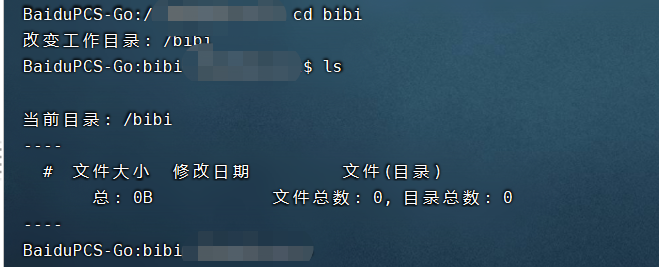 BaiduPCS-Go:/ cd bibi
改变工作目录: /bibi
BaiduPCS-Go:bibi $ ls
当前目录: /bibi
----
# 文件大小 修改日期 文件(目录)
总: 0B 文件总数: 0, 目录总数: 0
----
BaiduPCS-Go:bibi